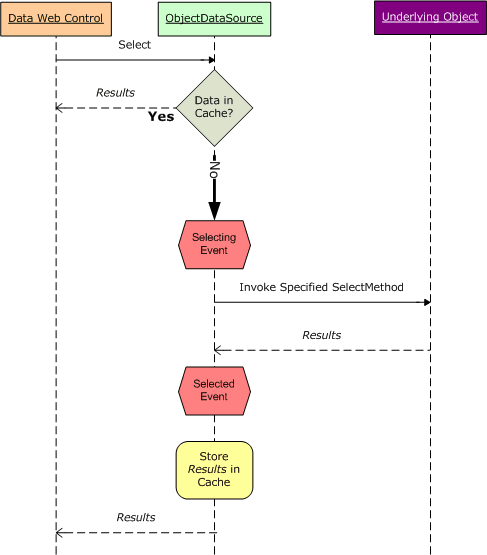 Data Web Control
ObjectDataSource
Underlying Object
Select
Results
Data in
Cache?
Yes
No
Selecting
Event
Invoke Specified SelectMethod
Results
Selected
Event
Store
Results in
Cache
Results